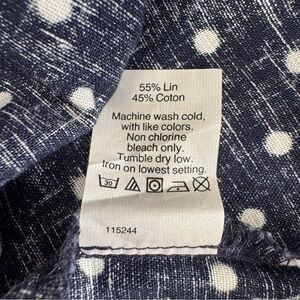 55% Lin
45% Coton
Machine wash cold,
with like colors.
Non chlorine
bleach only.
Tumble dry low.
Iron on lowest setting.
30
115244